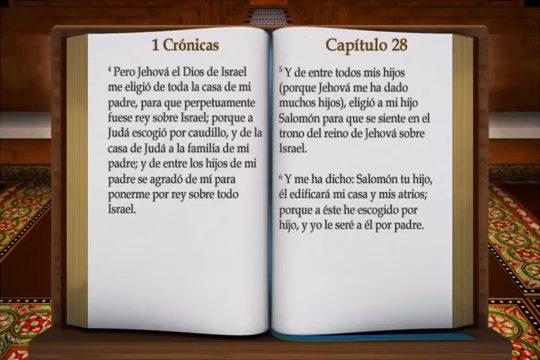 1 Crónicas
⁴ Pero Jehová el Dios de Israel
me eligió de toda la casa de mi
padre, para que perpetuamente
fuese rey sobre Israel; porque a
Judá escogió por caudillo, y de la
casa de Judá a la familia de mi
padre; y de entre los hijos de mi
padre se agradó de mí para
ponerme por rey sobre todo
Israel.
Capítulo 28
⁵ Y de entre todos mis hijos
(porque Jehová me ha dado
muchos hijos), eligió a mi hijo
Salomón para que se siente en el
trono del reino de Jehová sobre
Israel.
⁶ Y me ha dicho: Salomón tu hijo,
él edificará mi casa y mis atrios;
porque a éste he escogido por
hijo, y yo le seré a él por padre.